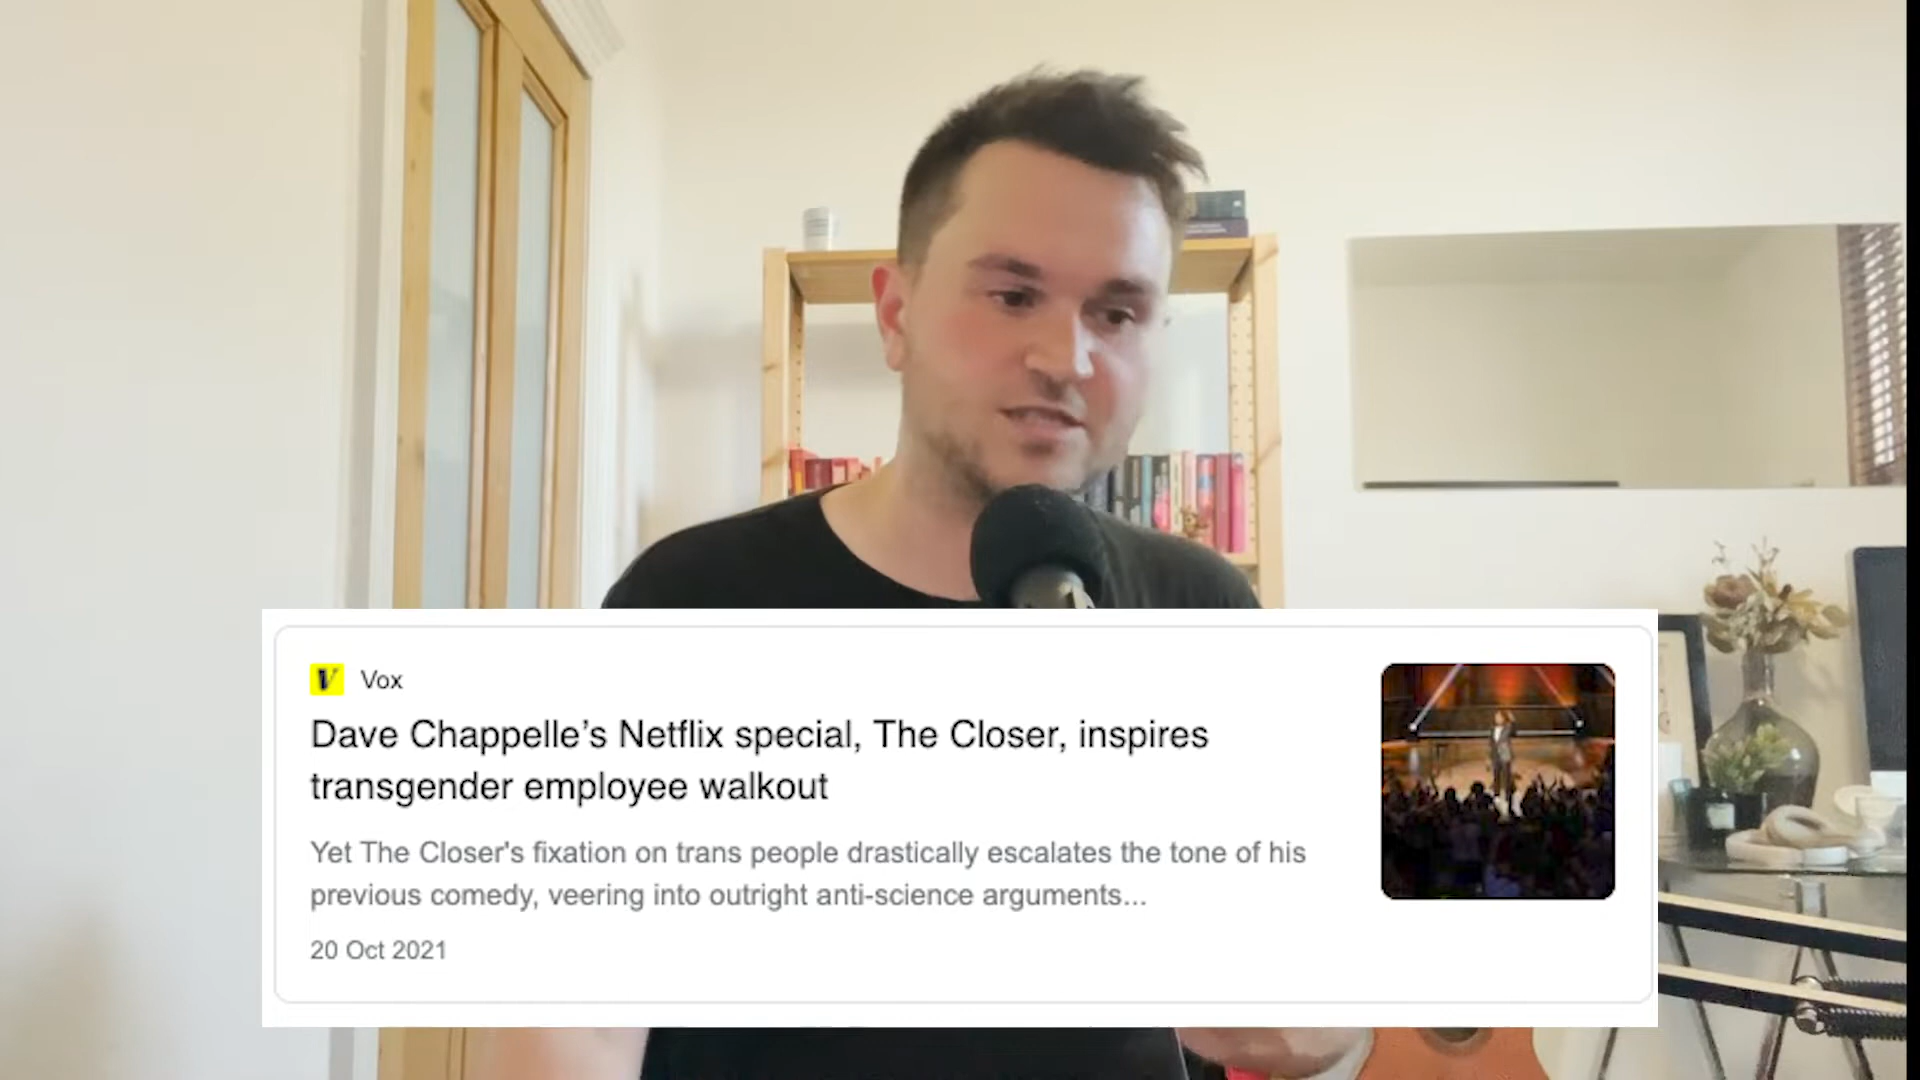 V Vox
Dave Chappelle’s Netflix special, The Closer, inspires
transgender employee walkout
Yet The Closer's fixation on trans people drastically escalates the tone of his
previous comedy, veering into outright anti-science arguments...
20 Oct 2021